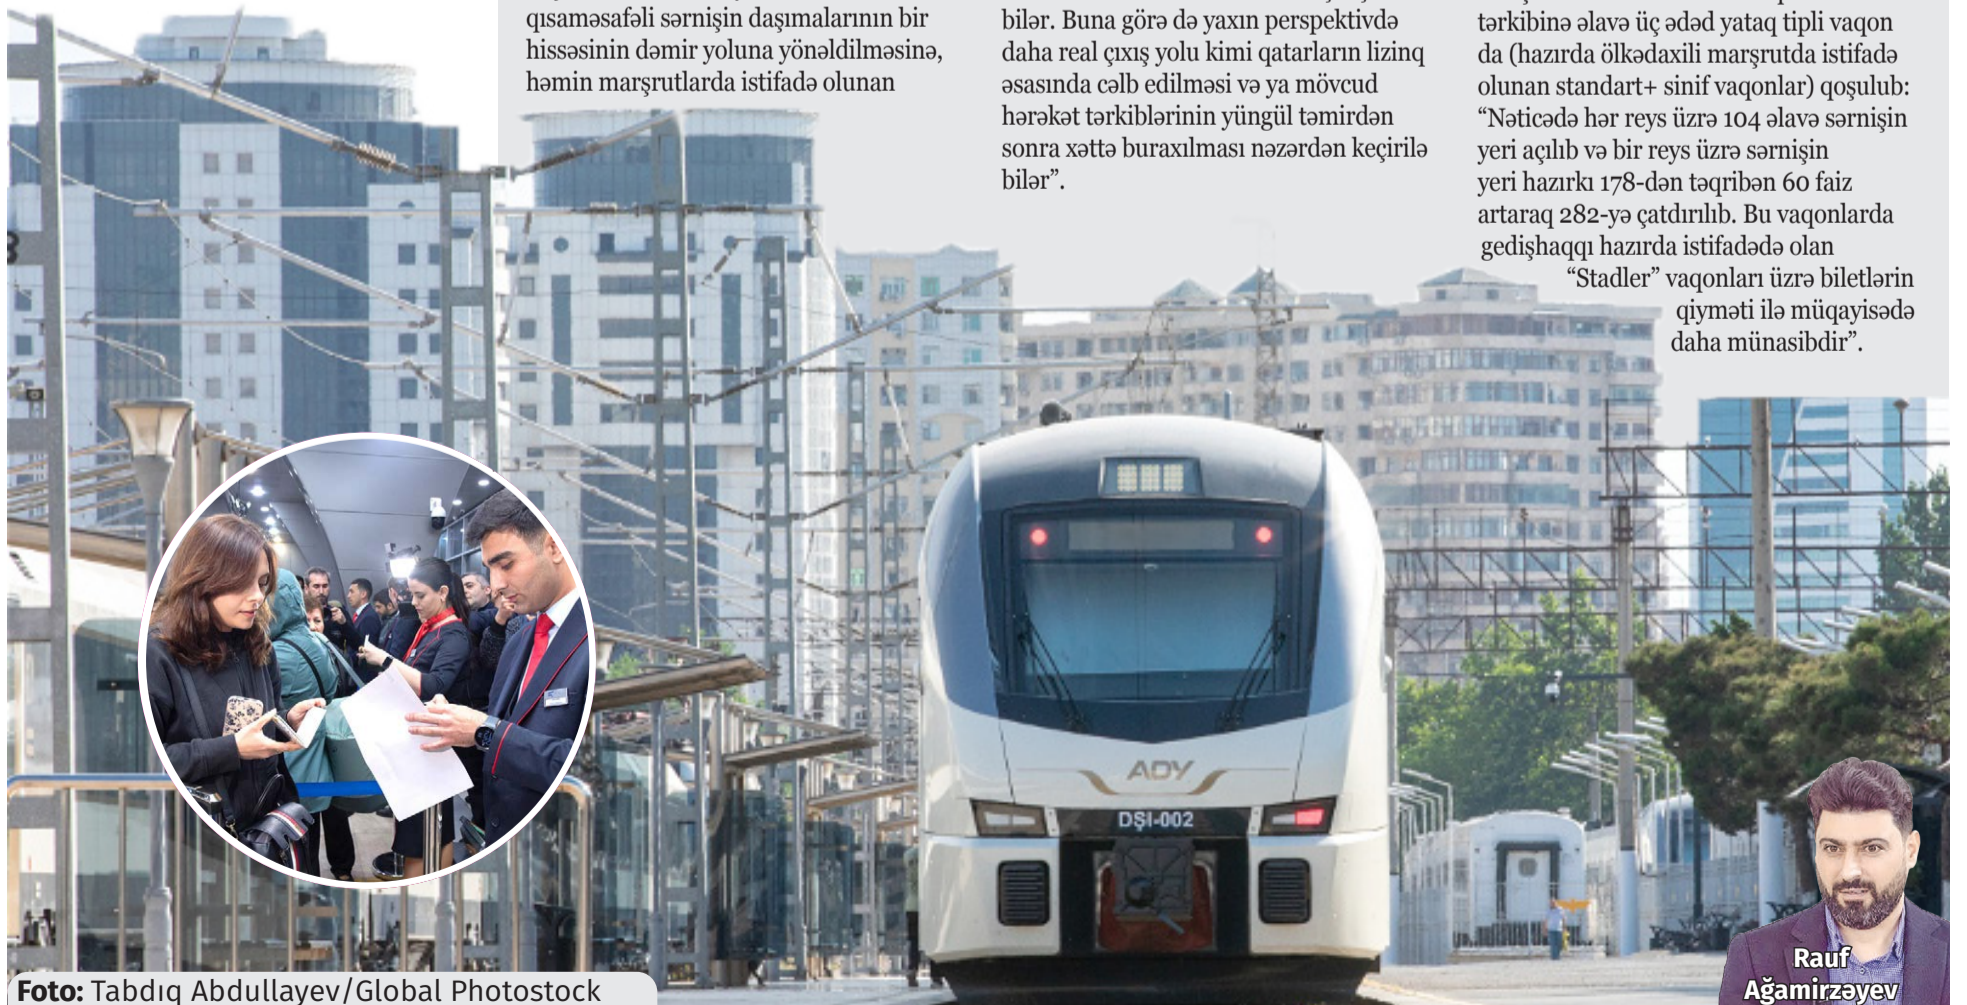 qısaməsafəli sərnişin daşımalarının bir
hissəsinin dəmir yoluna yönəldilməsinə,
həmin marşrutlarda istifadə olunan
bilər. Buna görə də yaxın perspektivdə
daha real çıxış yolu kimi qatarların lizinq
əsasında cəlb edilməsi və ya mövcud
hərəkət tərkiblərinin yüngül təmirdən
sonra xəttə buraxılması nəzərdən keçirilə
bilər”.
tərkibinə əlavə üç ədəd yataq tipli vaqon
da (hazırda ölkədaxili marşrutda istifadə
olunan standart+ sinif vaqonlar) qoşulub:
“Nəticədə hər reys üzrə 104 əlavə sərnişin
yeri açılıb və bir reys üzrə sərnişin
yeri hazırkı 178-dən təqribən 60 faiz
artaraq 282-yə çatdırılıb. Bu vaqonlarda
gedişhaqqı hazırda istifadədə olan
“Stadler” vaqonları üzrə biletlərin
qiyməti ilə müqayisədə
daha münasibdir”.
ADY
DŞI-002
Rauf
Ağamirzəyev
Foto: Tabdıq Abdullayev/Global Photostock